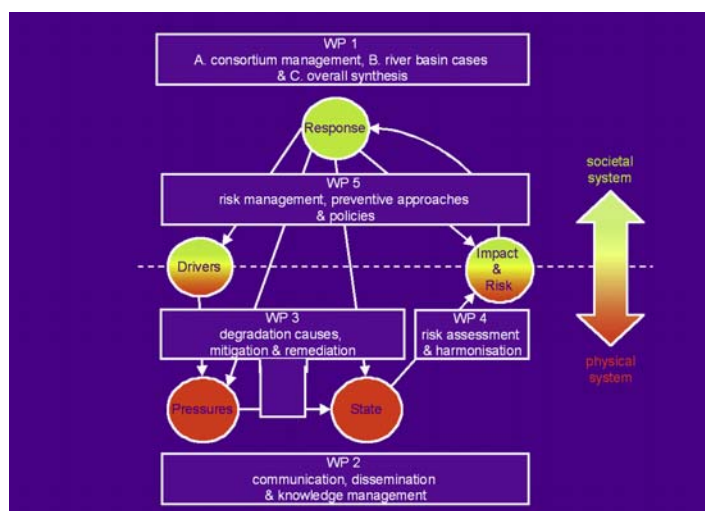 WP 1
A. consortium management, B. river basin cases
& C. overall synthesis
Response
societal
system
WP 5
risk management, preventive approaches
& policies
Drivers
Impact
&
Risk
WP 3
degradation causes,
mitigation & remediation
WP 4
risk assessment
& harmonisation
physical
system
Pressures
State
WP 2
communication, dissemination
& knowledge management